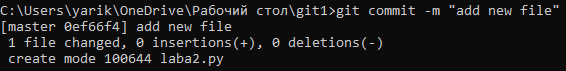 C:\Users\yarik\OneDrive\Рабочий стол\git1>git commit -m "add new file"
[master 0ef66f4] add new file
 1 file changed, 0 insertions(+), 0 deletions(-)
 create mode 100644 laba2.py